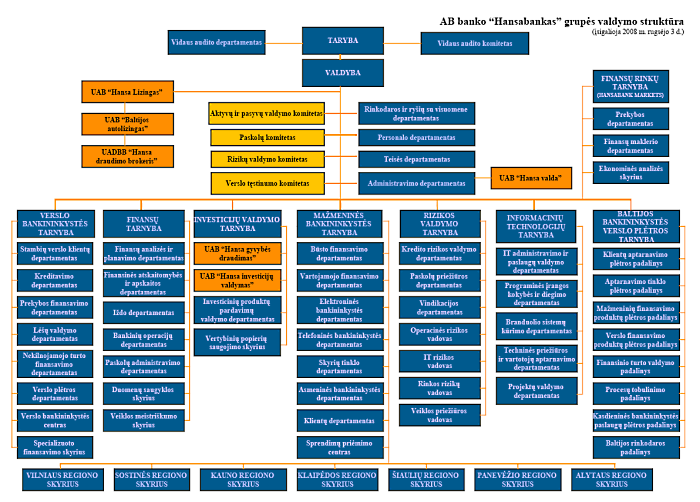 AB banko “Hansabankas” grupės valdymo struktūra
(įsigalioja 2008 m. rugsėjo 3 d.)
Vidaus audito departamentas
TARYBA
Vidaus audito komitetas
VALDYBA
UAB “Hansa Lizingas”
UAB “Baltijos
autolizingas”
UADBB “Hansa
draudimo brokeris”
Aktyvų ir pasyvų valdymo komitetas
Paskolų komitetas
Rizikų valdymo komitetas
Verslo tęstinumo komitetas
Rinkodaros ir ryšių su visuomene
departamentas
Personalo departamentas
Teisės departamentas
Administravimo departamentas
UAB “Hansa valda”
FINANSŲ RINKŲ
TARNYBA
(HANSABANK MARKETS)
Prekybos
departamentas
Finansų maklerio
departamentas
Ekonominės analizės
skyrius
VERSLO
BANKININKYSTĖS
TARNYBA
Stambių verslo klientų
departamentas
Kreditavimo
departamentas
Prekybos finansavimo
departamentas
Lėšų valdymo
departamentas
Nekilnojamojo turto
finansavimo
departamentas
Verslo plėtros
departamentas
Verslo bankininkystės
centras
Specializuoto
finansavimo skyrius
FINANSŲ
TARNYBA
Finansų analizės ir
planavimo departamentas
Finansinės atskaitomybės
ir apskaitos
departamentas
Iždo departamentas
Bankinių operacijų
departamentas
Paskolų administravimo
departamentas
Duomenų saugyklos
skyrius
Veiklos meistriškumo
skyrius
INVESTICIJŲ VALDYMO
TARNYBA
UAB “Hansa gyvybės
draudimas”
UAB “Hansa investicijų
valdymas”
Investicinių produktų
pardavimų
valdymo departamentas
Vertybinių popierių
saugojimo skyrius
MAŽMENINĖS
BANKININKYSTĖS
TARNYBA
Būsto finansavimo
departamentas
Vartojamojo finansavimo
departamentas
Elektroninės
bankininkystės
departamentas
Telefoninės bankininkystės
departamentas
Skyrių tinklo
departamentas
Asmeninės bankininkystės
departamentas
Klientų departamentas
Sprendimų priėmimo
centras
RIZIKOS
VALDYMO
TARNYBA
Kredito rizikos valdymo
departamentas
Paskolų priežiūros
departamentas
Vindikacijos
departamentas
Operacinės rizikos
vadovas
IT rizikos
vadovas
Rinkos rizikų
vadovas
Veiklos priežiūros
vadovas
INFORMACINIŲ
TECHNOLOGIJŲ
TARNYBA
IT administravimo ir
paslaugų valdymo
departamentas
Programinės įrangos
kokybės ir diegimo
departamentas
Branduolio sistemų
kūrimo departamentas
Techninės priežiūros
ir vartotojų aptarnavimo
departamentas
Projektų valdymo
departamentas
BALTIJOS
BANKININKYSTĖS
VERSLO PLĖTROS
TARNYBA
Klientų aptarnavimo
plėtros padalinys
Aptarnavimo tinklo
plėtros padalinys
Mažmeninių finansavimo
produktų plėtros padalinys
Verslo finansavimo
produktų plėtros padalinys
Finansinio turto valdymo
padalinys
Procesų tobulinimo
padalinys
Kasdieninės bankininkystės
paslaugų plėtros padalinys
Baltijos rinkodaros
padalinys
VILNIAUS REGIONO
SKYRIUS
SOSTINĖS REGIONO
SKYRIUS
KAUNO REGIONO
SKYRIUS
KLAIPĖDOS REGIONO
SKYRIUS
ŠIAULIŲ REGIONO
SKYRIUS
PANEVĖŽIO REGIONO
SKYRIUS
ALYTAUS REGIONO
SKYRIUS